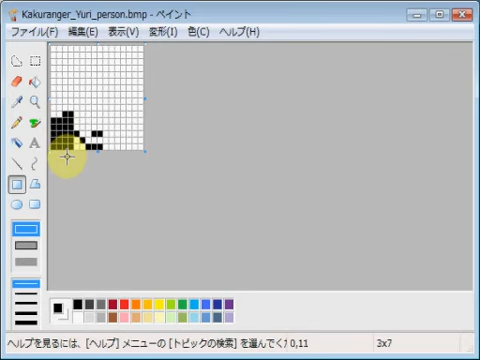 Kakuranger_Yuri_person.bmp - ペイント
ファイル(F) 編集(E) 表示(V) 変形(I) 色(C) ヘルプ(H)
A
ヘルプを見るには、[ヘルプ] メニューの [トピックの検索] を選んでく 0,11 3x7